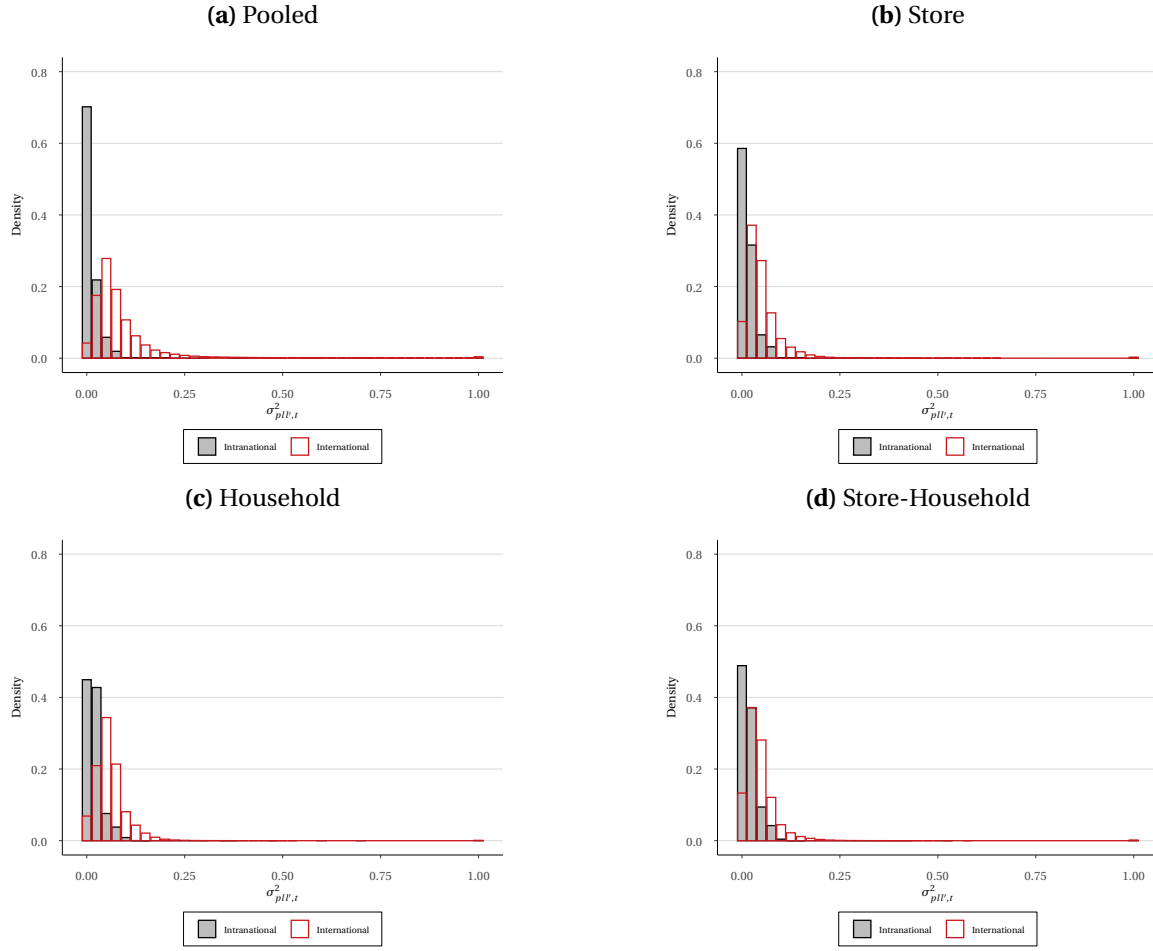 (a) Pooled
0.8
0.6
0.4
0.2
0.0
Density
0.00 0.25 0.50 0.75 1.00
σ²pll′,t
Intranational International
(b) Store
0.8
0.6
0.4
0.2
0.0
Density
0.00 0.25 0.50 0.75 1.00
σ²pll′,t
Intranational International
(c) Household
0.8
0.6
0.4
0.2
0.0
Density
0.00 0.25 0.50 0.75 1.00
σ²pll′,t
Intranational International
(d) Store-Household
0.8
0.6
0.4
0.2
0.0
Density
0.00 0.25 0.50 0.75 1.00
σ²pll′,t
Intranational International